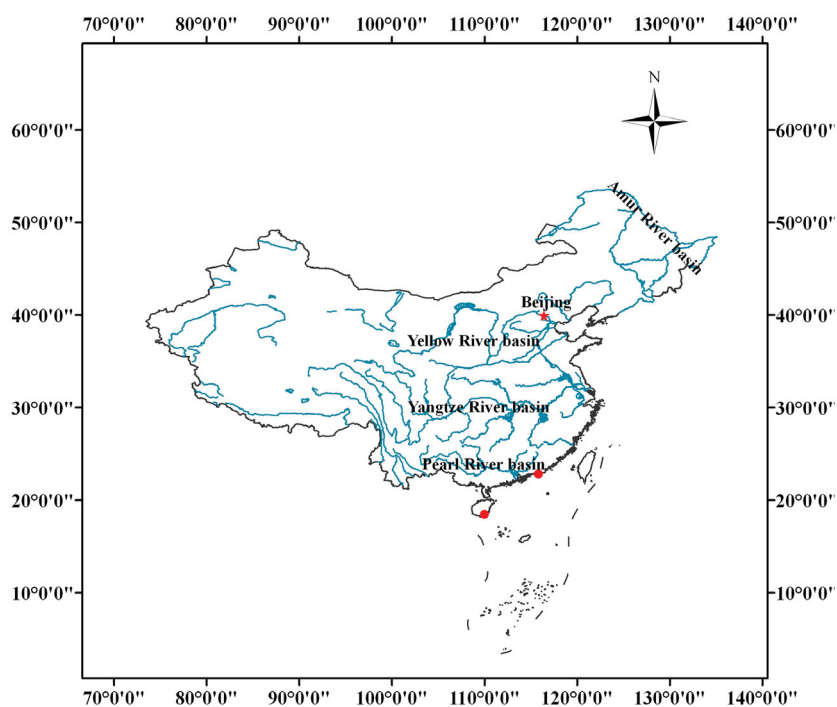 70°0'0" 80°0'0" 90°0'0" 100°0'0" 110°0'0" 120°0'0" 130°0'0" 140°0'0"
N
60°0'0" 60°0'0"
Amur River basin
50°0'0" 50°0'0"
Beijing
40°0'0" 40°0'0"
Yellow River basin
Yangtze River basin
30°0'0" 30°0'0"
Pearl River basin
20°0'0" 20°0'0"
10°0'0" 10°0'0"
70°0'0" 80°0'0" 90°0'0" 100°0'0" 110°0'0" 120°0'0" 130°0'0" 140°0'0"